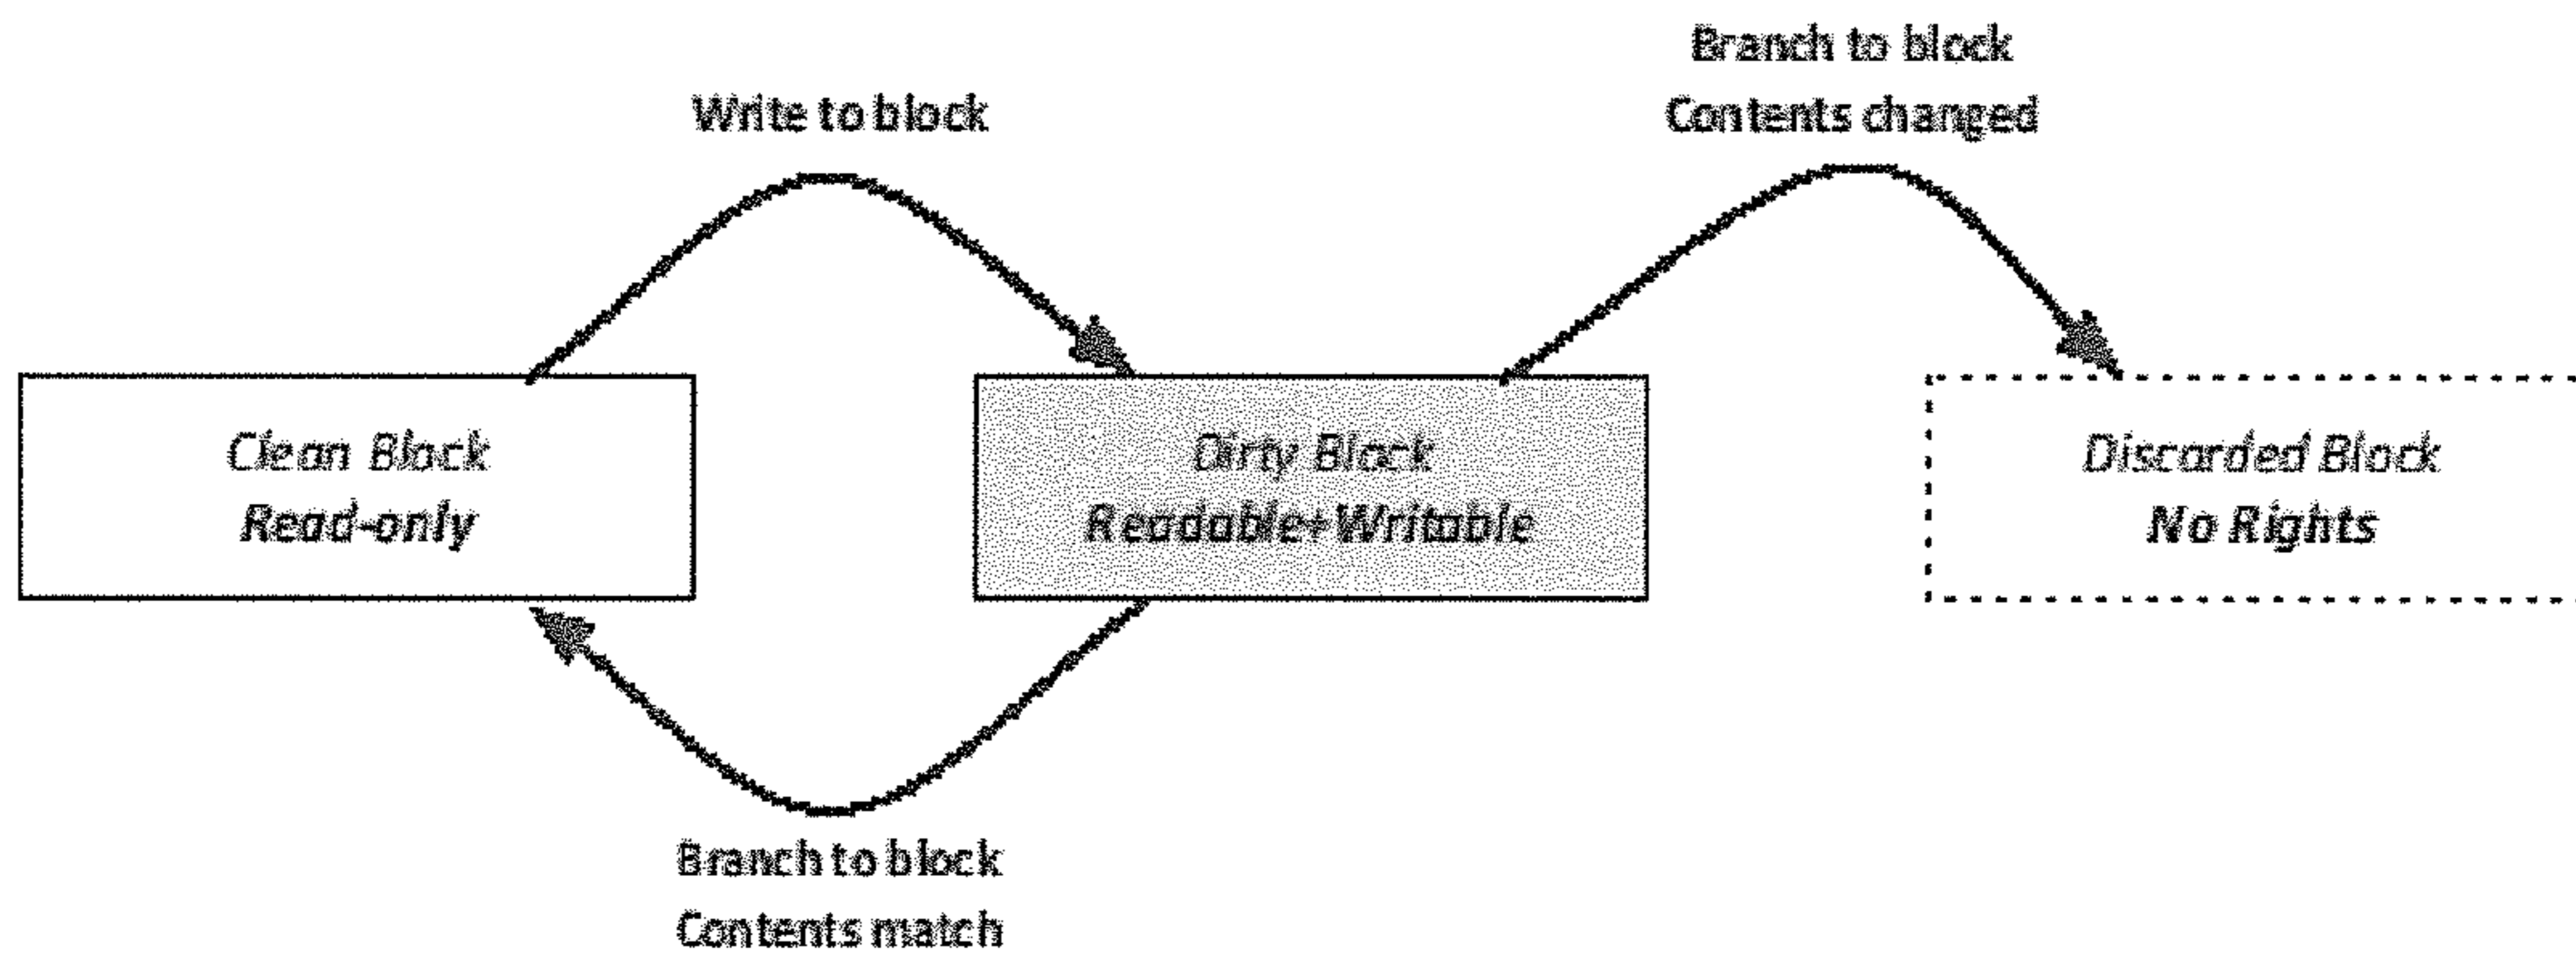 Branch to block
Contents changed
Write to block
Clean Block
Read-only
Dirty Block
Readable+Writable
Discarded Block
No Rights
Branch to block
Contents match